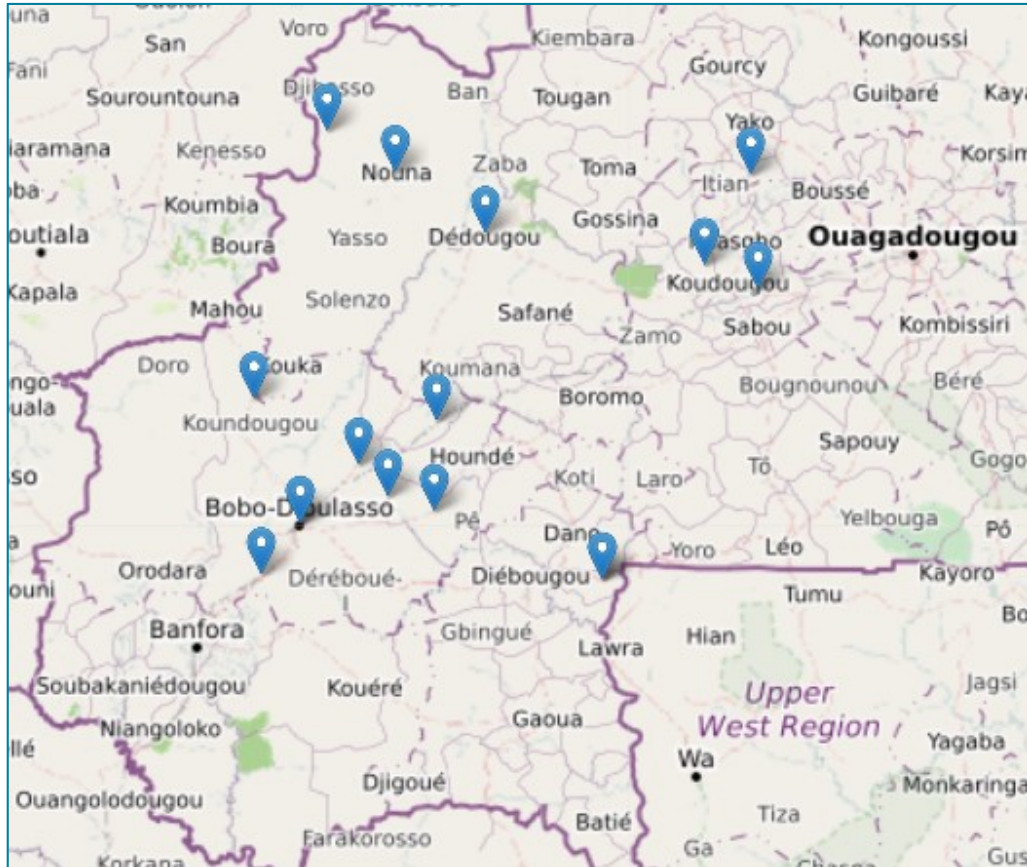 Voro
Kiembara
Kongoussi
San
Gourcy
Fani
Sourountouna
Ban
Tougan
Guibaré
Kaya
Yako
Kenesso
Zaba
Toma
Korsim
Nouna
Itian
Boussé
Koumbia
Gossina
Boura
Yasso
Dédougou
Ouagadougou
Kapala
Solenzo
Koudougou
Mahou
Safané
Sabou
Kombissiri
Zamo
Doro
Kouka
Koumana
Boromo
Bougnounou
Béré
Koundougou
Sapouy
Houndé
Koti
Laro
Tô
Gogo
Bobo-Dioulasso
Pê
Yelbouga
Pô
Dano
Yoro
Léo
Orodara
Déréboué-
l
Diébougou
Kayoro
Tumu
Banfora
Gbingué
Lawra
Hian
Soubakaniédougou
Kouéré
Jagsi
Upper
West Region
Niangoloko
Gaoua
Yagaba
Wa
Djigoué
Monkaringa
Ouangolodougou
Tiza
Batié
Farakorosso
Ga
Korkana